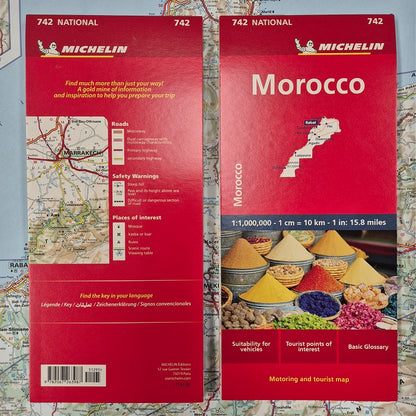 742 NATIONAL 742
MICHELIN
Find much more than just your way!
A gold mine of information
and inspiration to help you prepare your trip
MARRAKECH
Roads
Motorway
Dual carriageway with
motorway characteristics
Primary highway
secondary highway
Safety Warnings
Steep hill
Pass and its height above sea
level
Difficult or dangerous section
of road
Places of interest
Mosque
kasba or ksar
Ruins
Scenic route
Viewing table
Find the key in your language
Légende / Key / مفتاح / Zeichenerklärung / Signos convencionales
MICHELIN Éditions
742 NATIONAL 742
MICHELIN
Morocco
Rabat
Agadir
Laayoune
Morocco
1:1,000,000 - 1 cm = 10 km - 1 in: 15.8 miles
Suitability for
vehicles
Tourist points of
interest
Basic Glossary
Motoring and tourist map